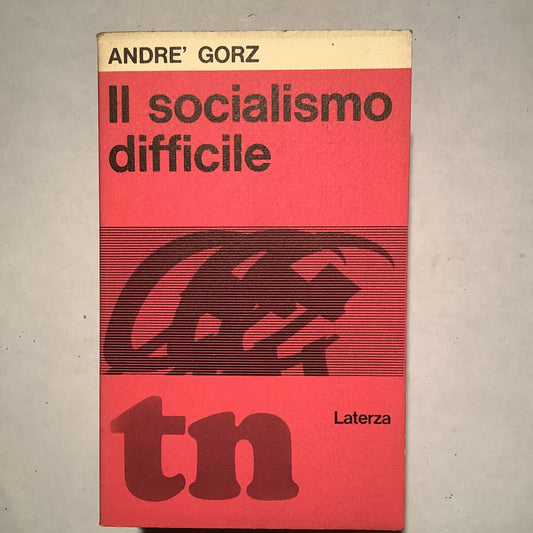 ANDRE' GORZ
Il socialismo
difficile
Laterza
tn